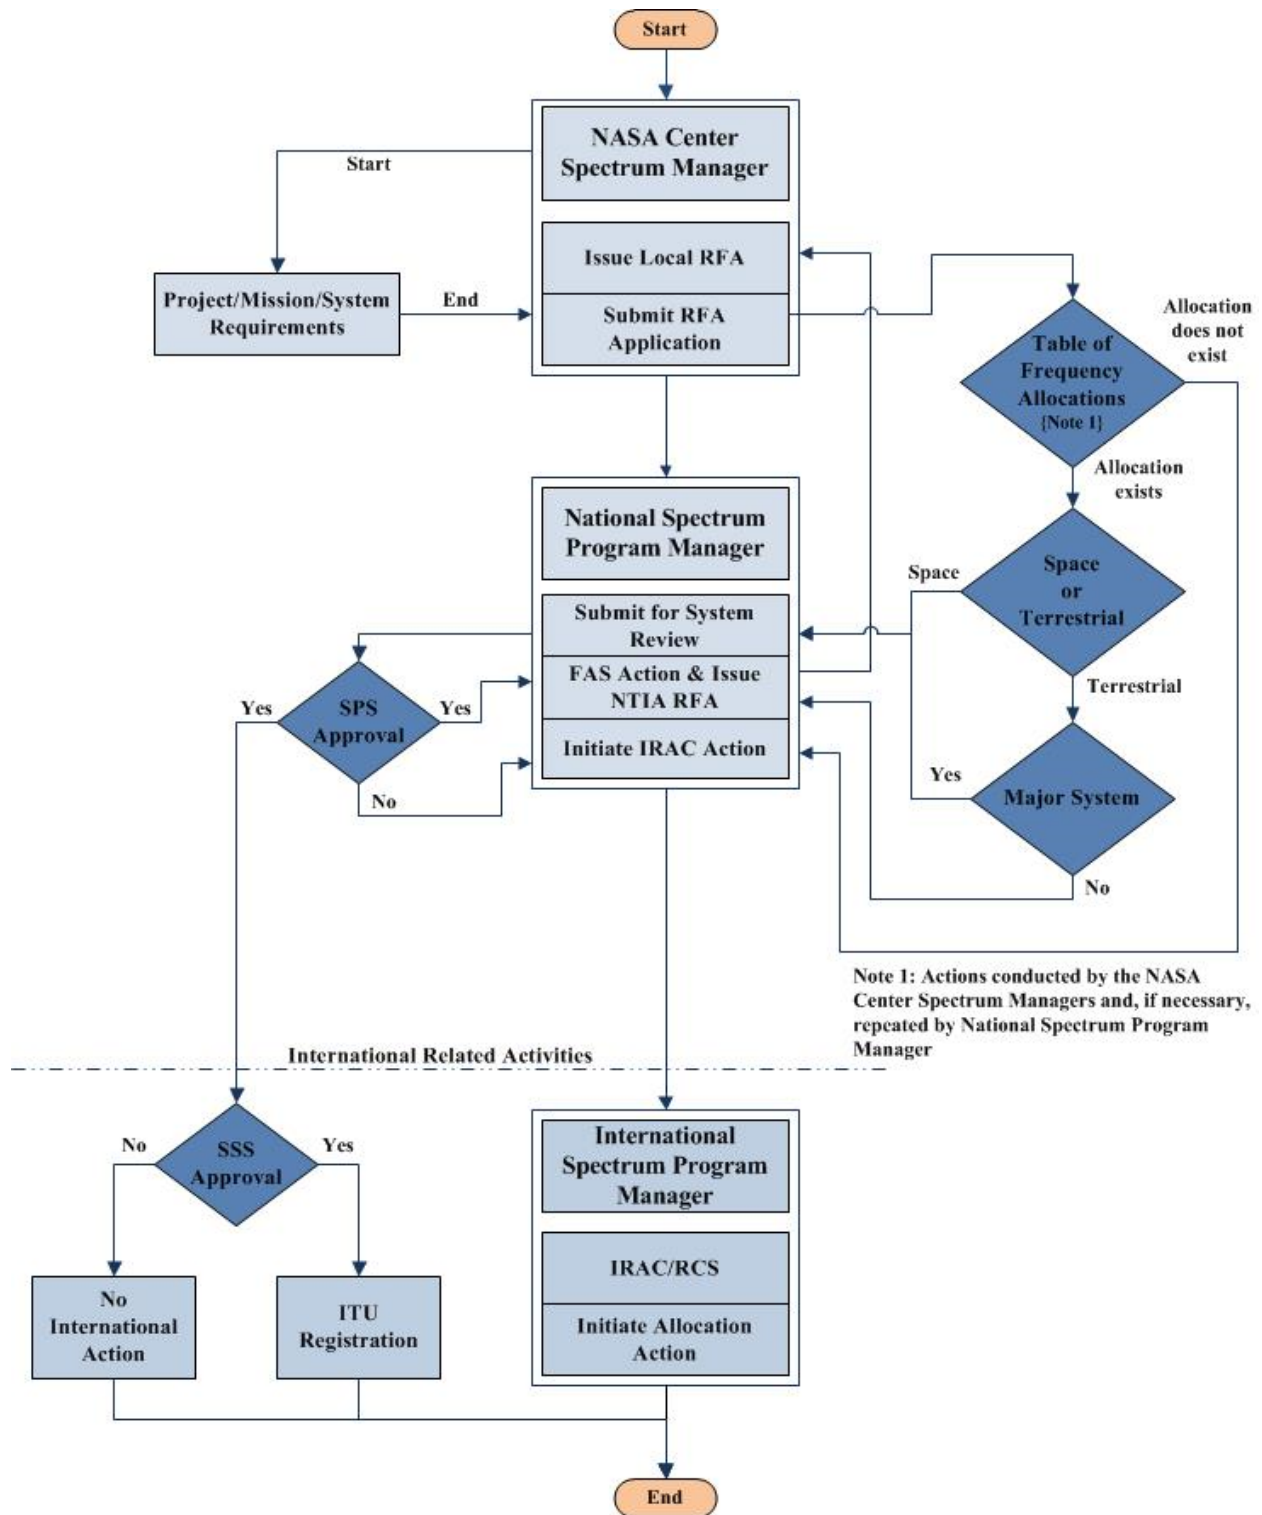 Start
NASA Center
Spectrum Manager
Start
Issue Local RFA
Project/Mission/System
Requirements
End
Submit RFA
Application
Allocation
does not
exist
Table of
Frequency
Allocations
{Note 1}
Allocation
exists
National Spectrum
Program Manager
Space
Space
or
Terrestrial
Submit for System
Review
FAS Action & Issue
NTIA RFA
Terrestrial
Yes
SPS
Approval
Yes
Initiate IRAC Action
No
Yes
Major System
No
Note 1: Actions conducted by the NASA
Center Spectrum Managers and, if necessary,
repeated by National Spectrum Program
Manager
International Related Activities
No
SSS
Approval
Yes
International
Spectrum Program
Manager
IRAC/RCS
No
International
Action
ITU
Registration
Initiate Allocation
Action
End